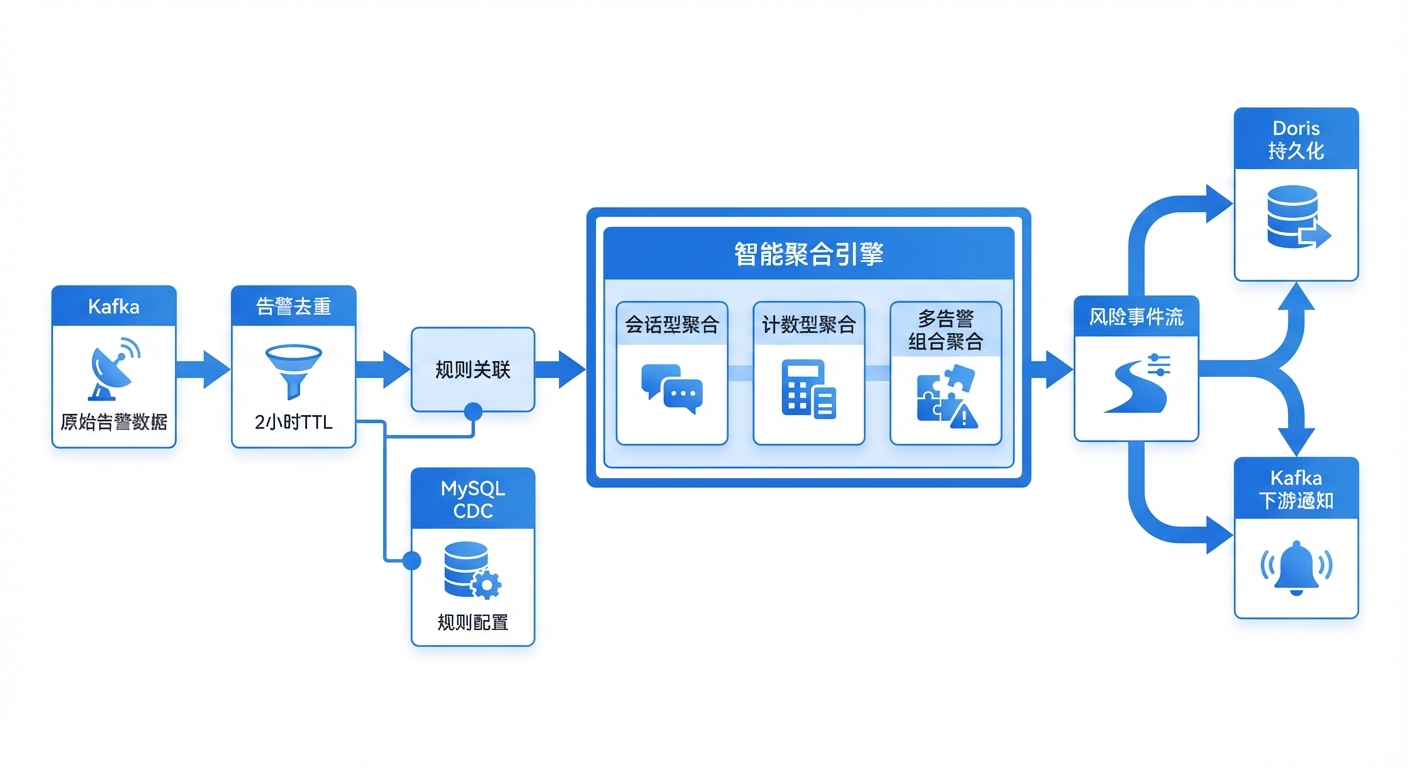 Kafka
原始告警数据
告警去重
2小时TTL
规则关联
MySQL
CDC
规则配置
智能聚合引擎
会话型聚合
计数型聚合
多告警
组合聚合
风险事件流
Doris
持久化
Kafka
下游通知